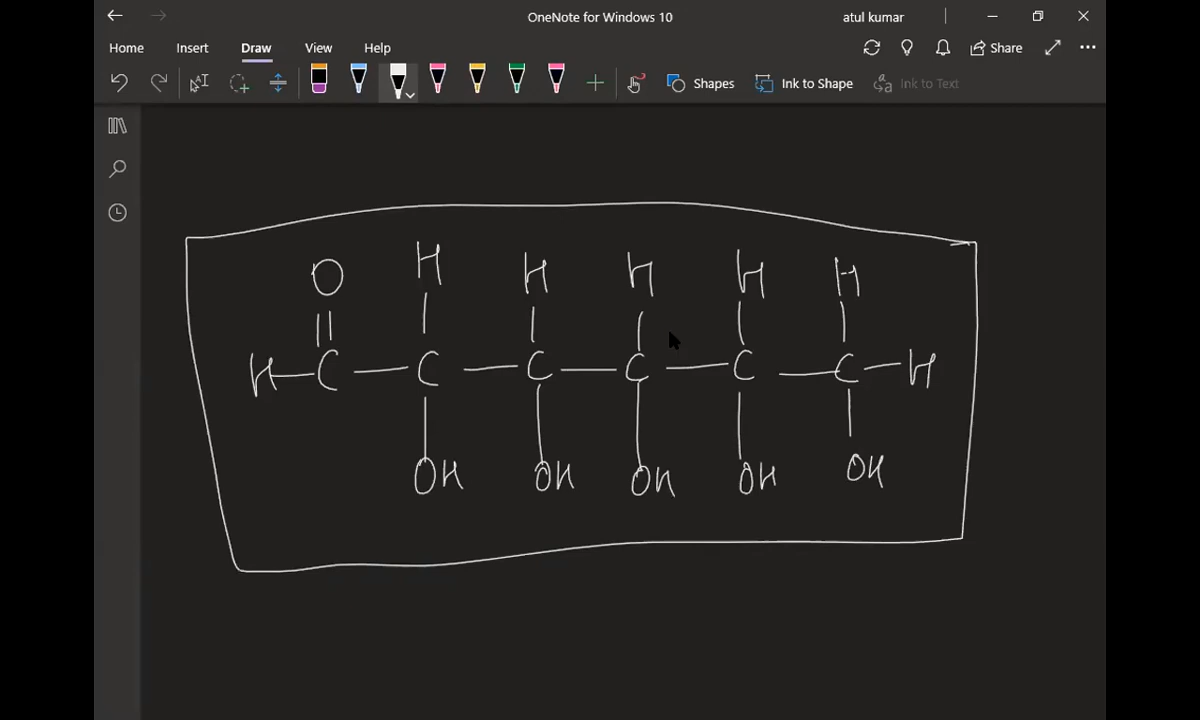 OneNote for Windows 10
atul kumar
Home Insert Draw View Help
Share
Shapes Ink to Shape Ink to Text
O H H H H H
H—C—C—C—C—C—C—H
OH OH OH OH OH